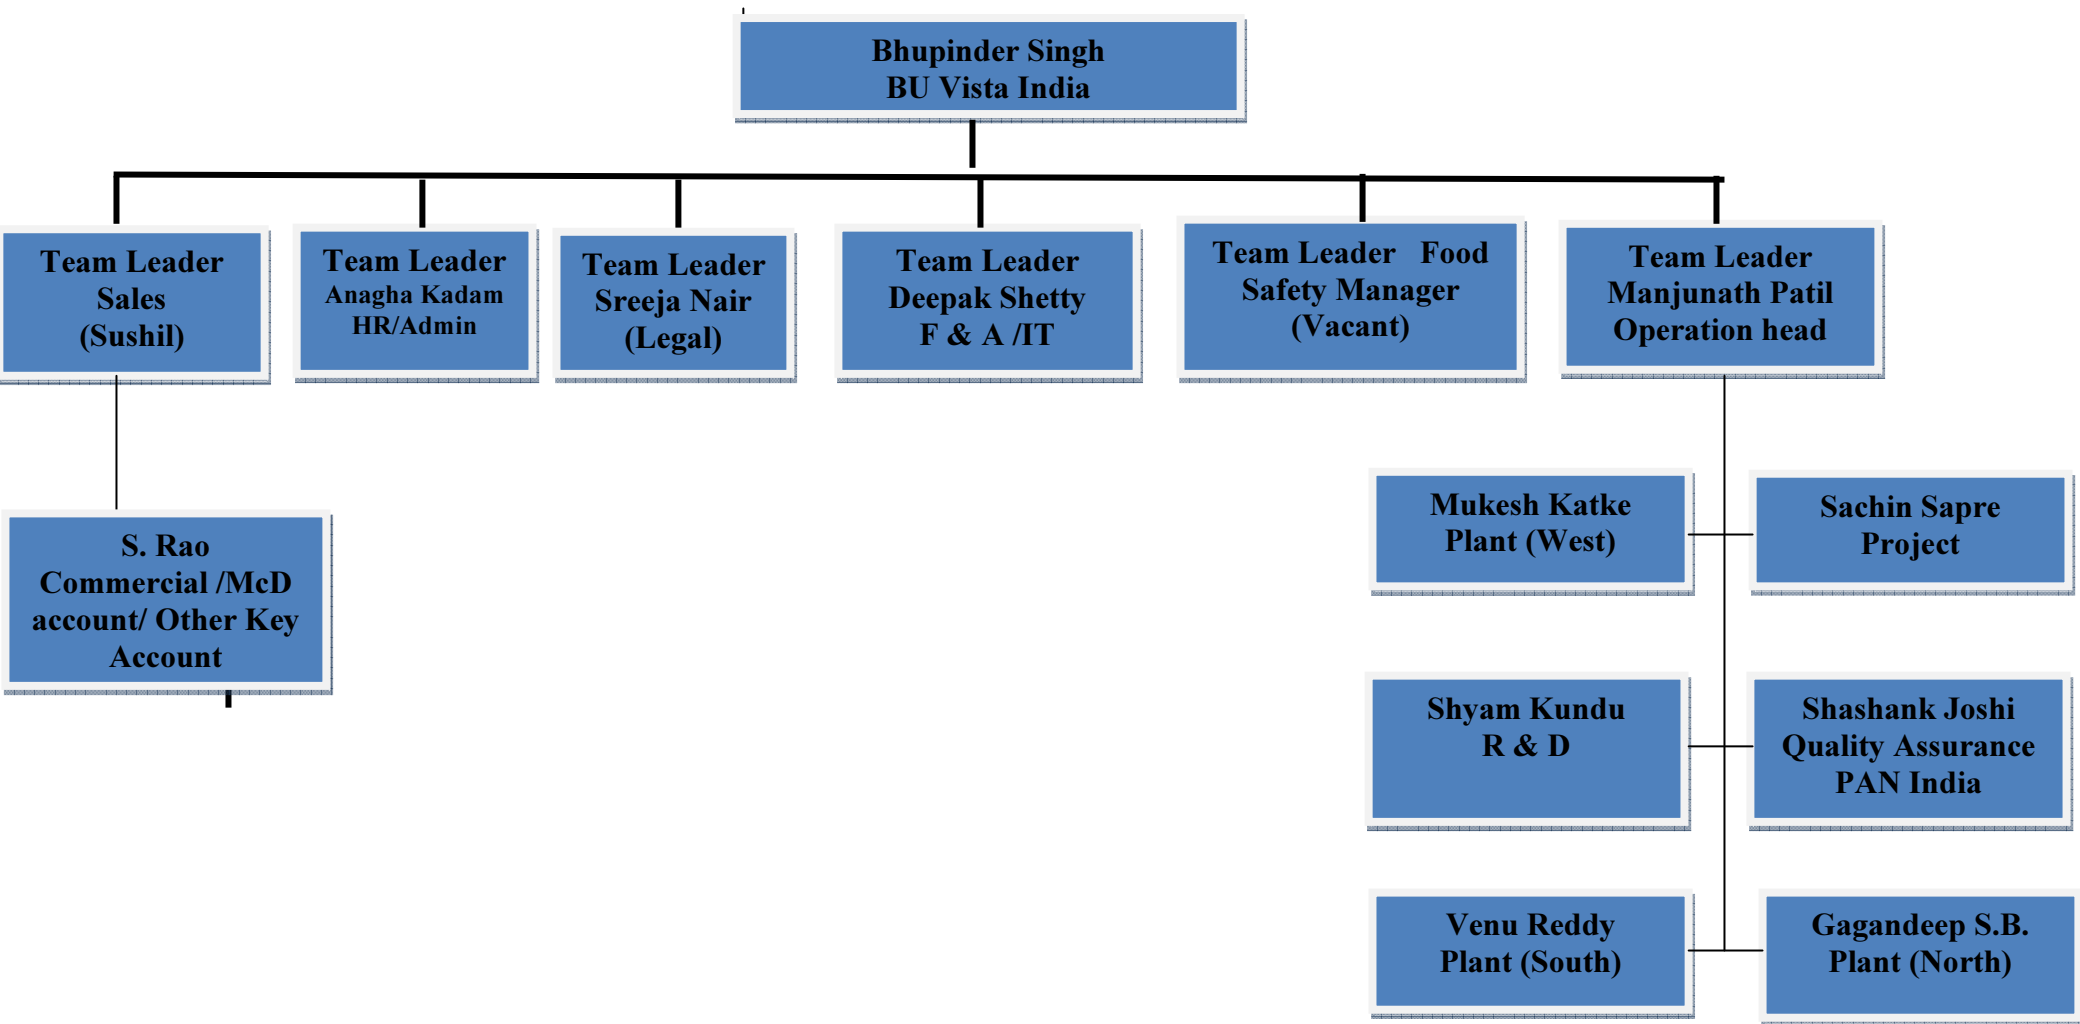 Bhupinder Singh
BU Vista India
Team Leader
Sales
(Sushil)
Team Leader
Anagha Kadam
HR/Admin
Team Leader
Sreeja Nair
(Legal)
Team Leader
Deepak Shetty
F & A /IT
Team Leader Food
Safety Manager
(Vacant)
Team Leader
Manjunath Patil
Operation head
S. Rao
Commercial /McD
account/ Other Key
Account
Mukesh Katke
Plant (West)
Sachin Sapre
Project
Shyam Kundu
R & D
Shashank Joshi
Quality Assurance
PAN India
Venu Reddy
Plant (South)
Gagandeep S.B.
Plant (North)